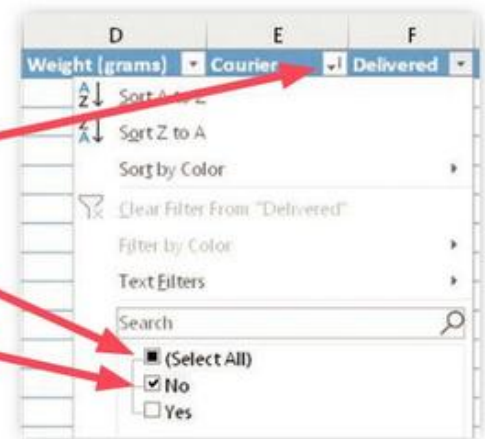 D E F
Weight (grams) Courier Delivered
Sort A to Z
Sort Z to A
Sort by Color
Clear Filter From "Delivered"
Filter by Color
Text Filters
Search
(Select All)
No
Yes